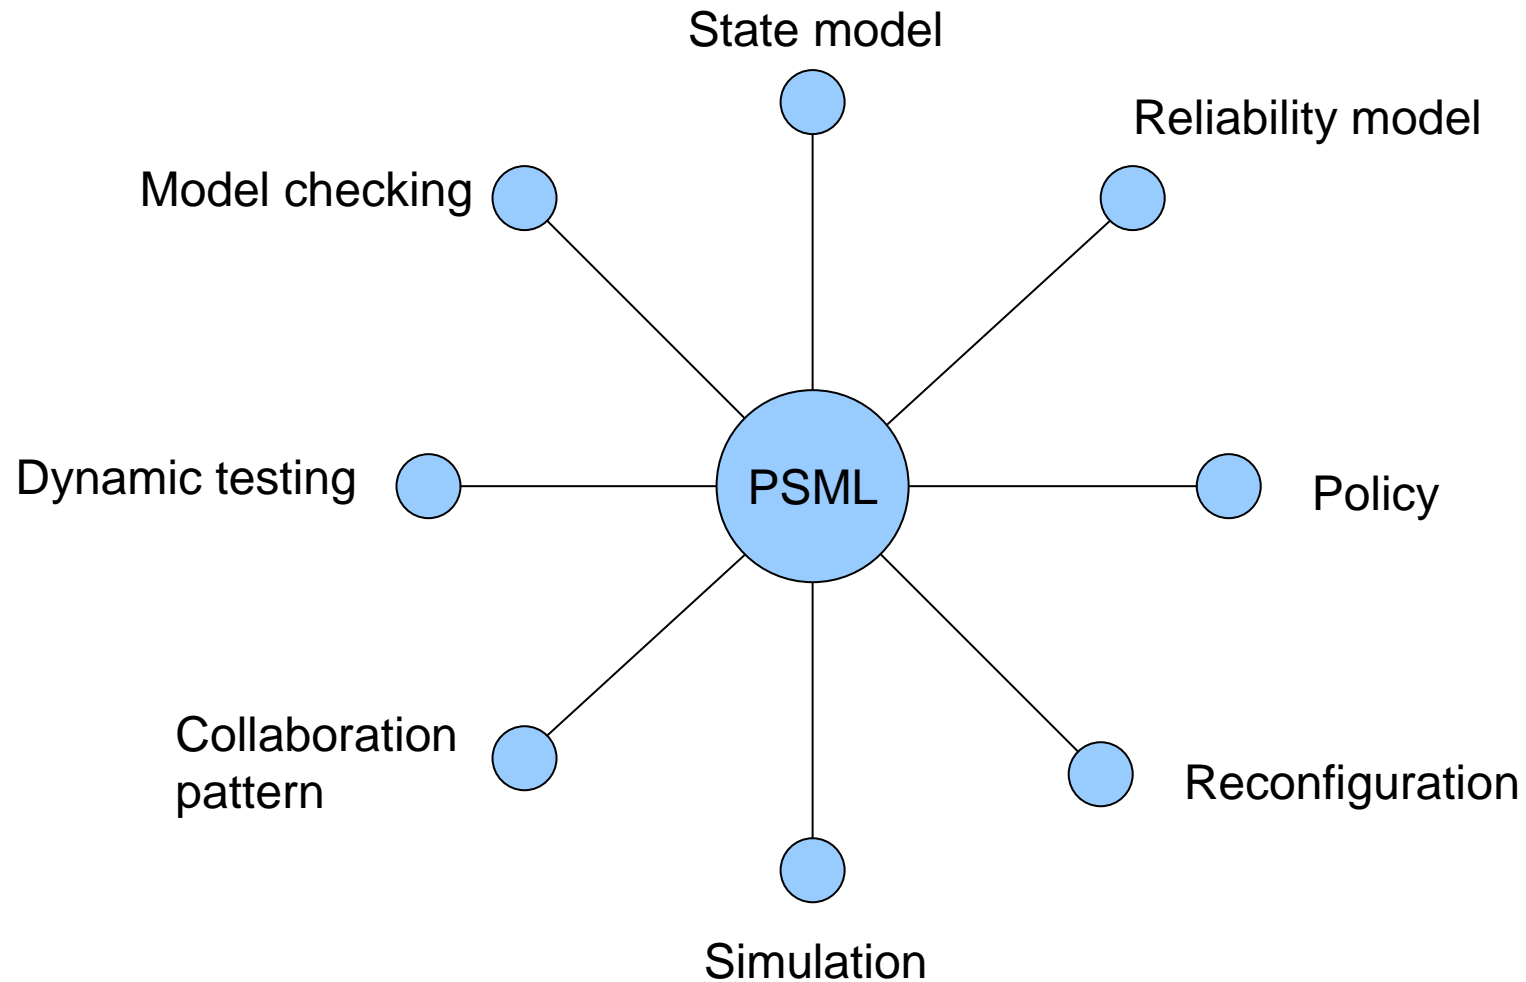 State model
Reliability model
Model checking
Dynamic testing
PSML
Policy
Collaboration
pattern
Reconfiguration
Simulation